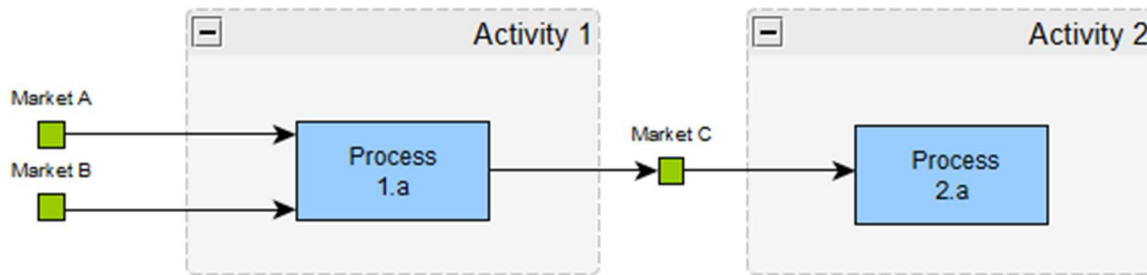 Activity 1
Activity 2
Market A
Market B
Process
1.a
Market C
Process
2.a